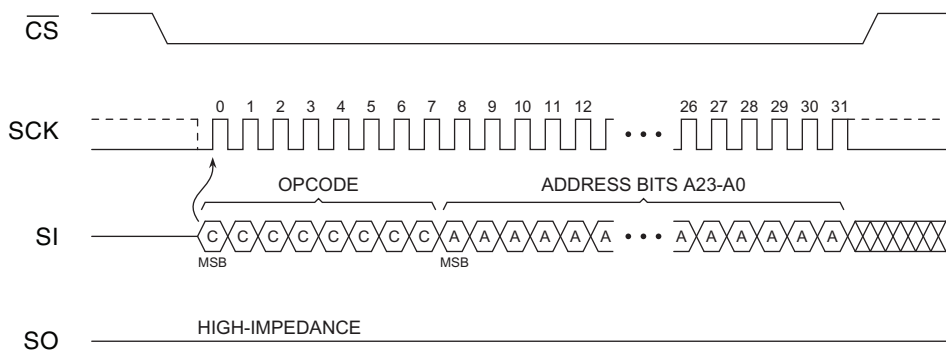 CS
0 1 2 3 4 5 6 7 8 9 10 11 12 26 27 28 29 30 31
SCK
• • •
OPCODE ADDRESS BITS A23-A0
SI C C C C C C C C A A A A A A • • • A A A A A A
MSB MSB
HIGH-IMPEDANCE
SO